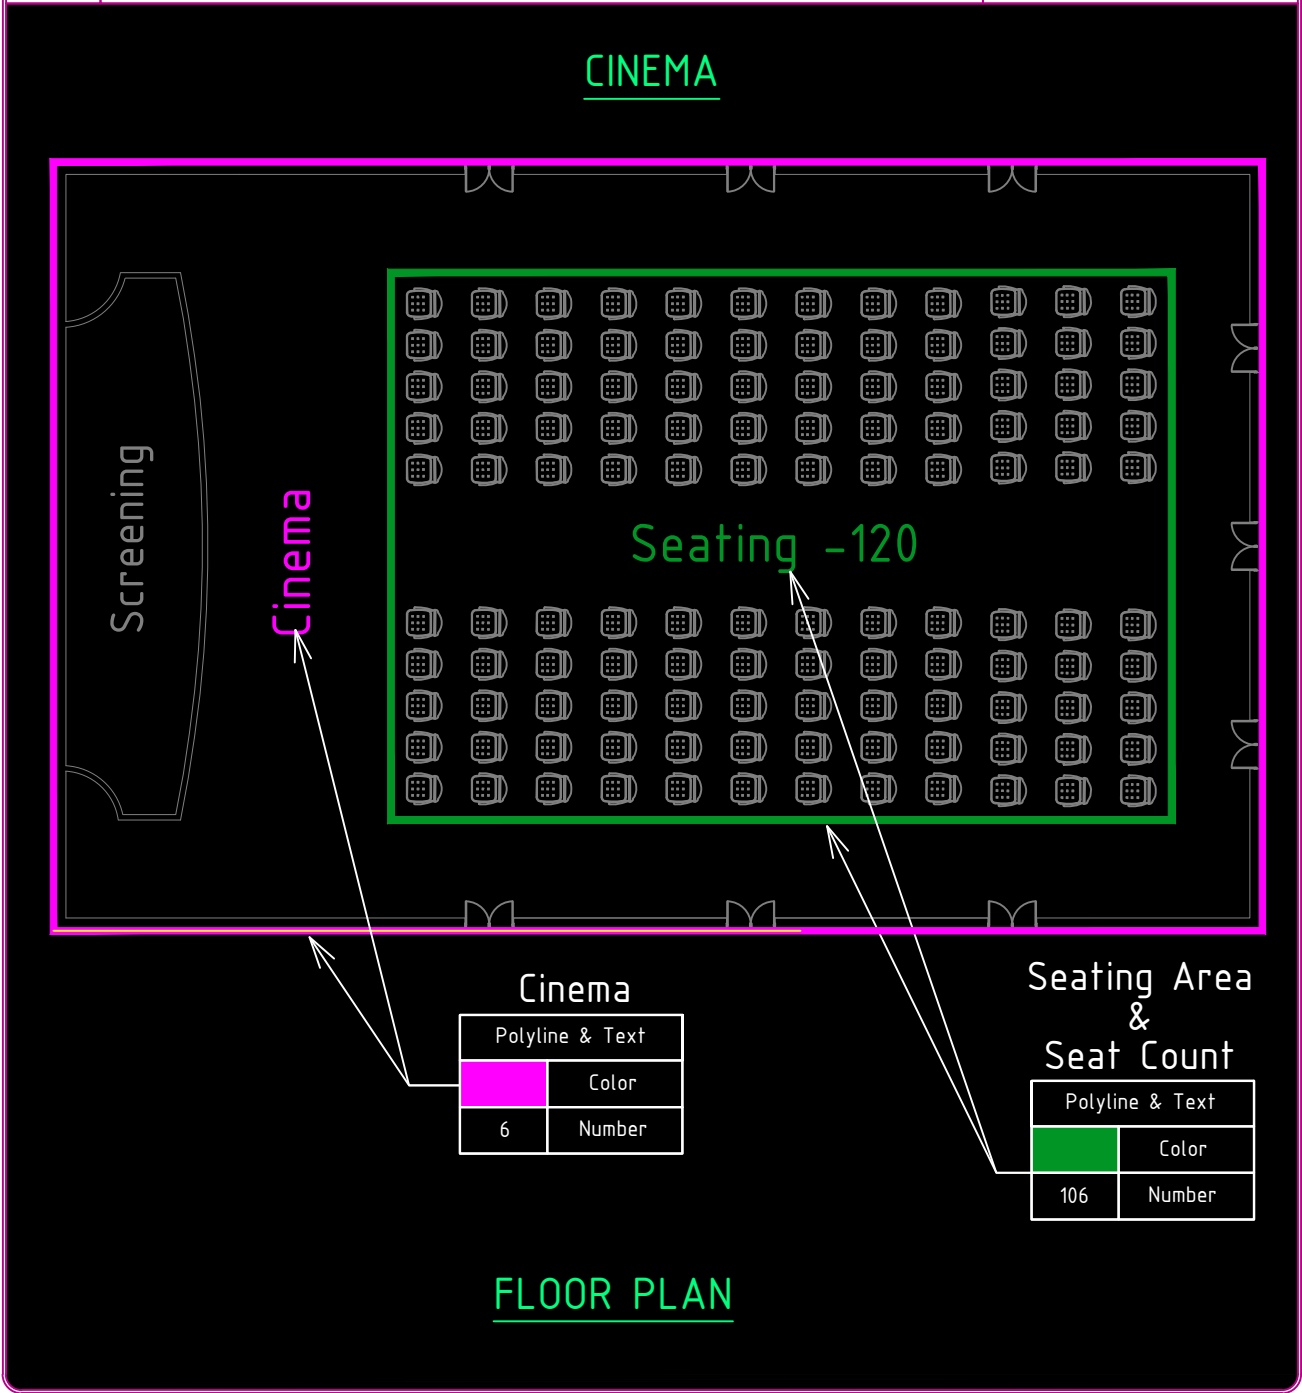 CINEMA
Screening
Cinema
Seating -120
Cinema
Polyline & Text
Color
6
Number
Seating Area
&
Seat Count
Polyline & Text
Color
106
Number
FLOOR PLAN